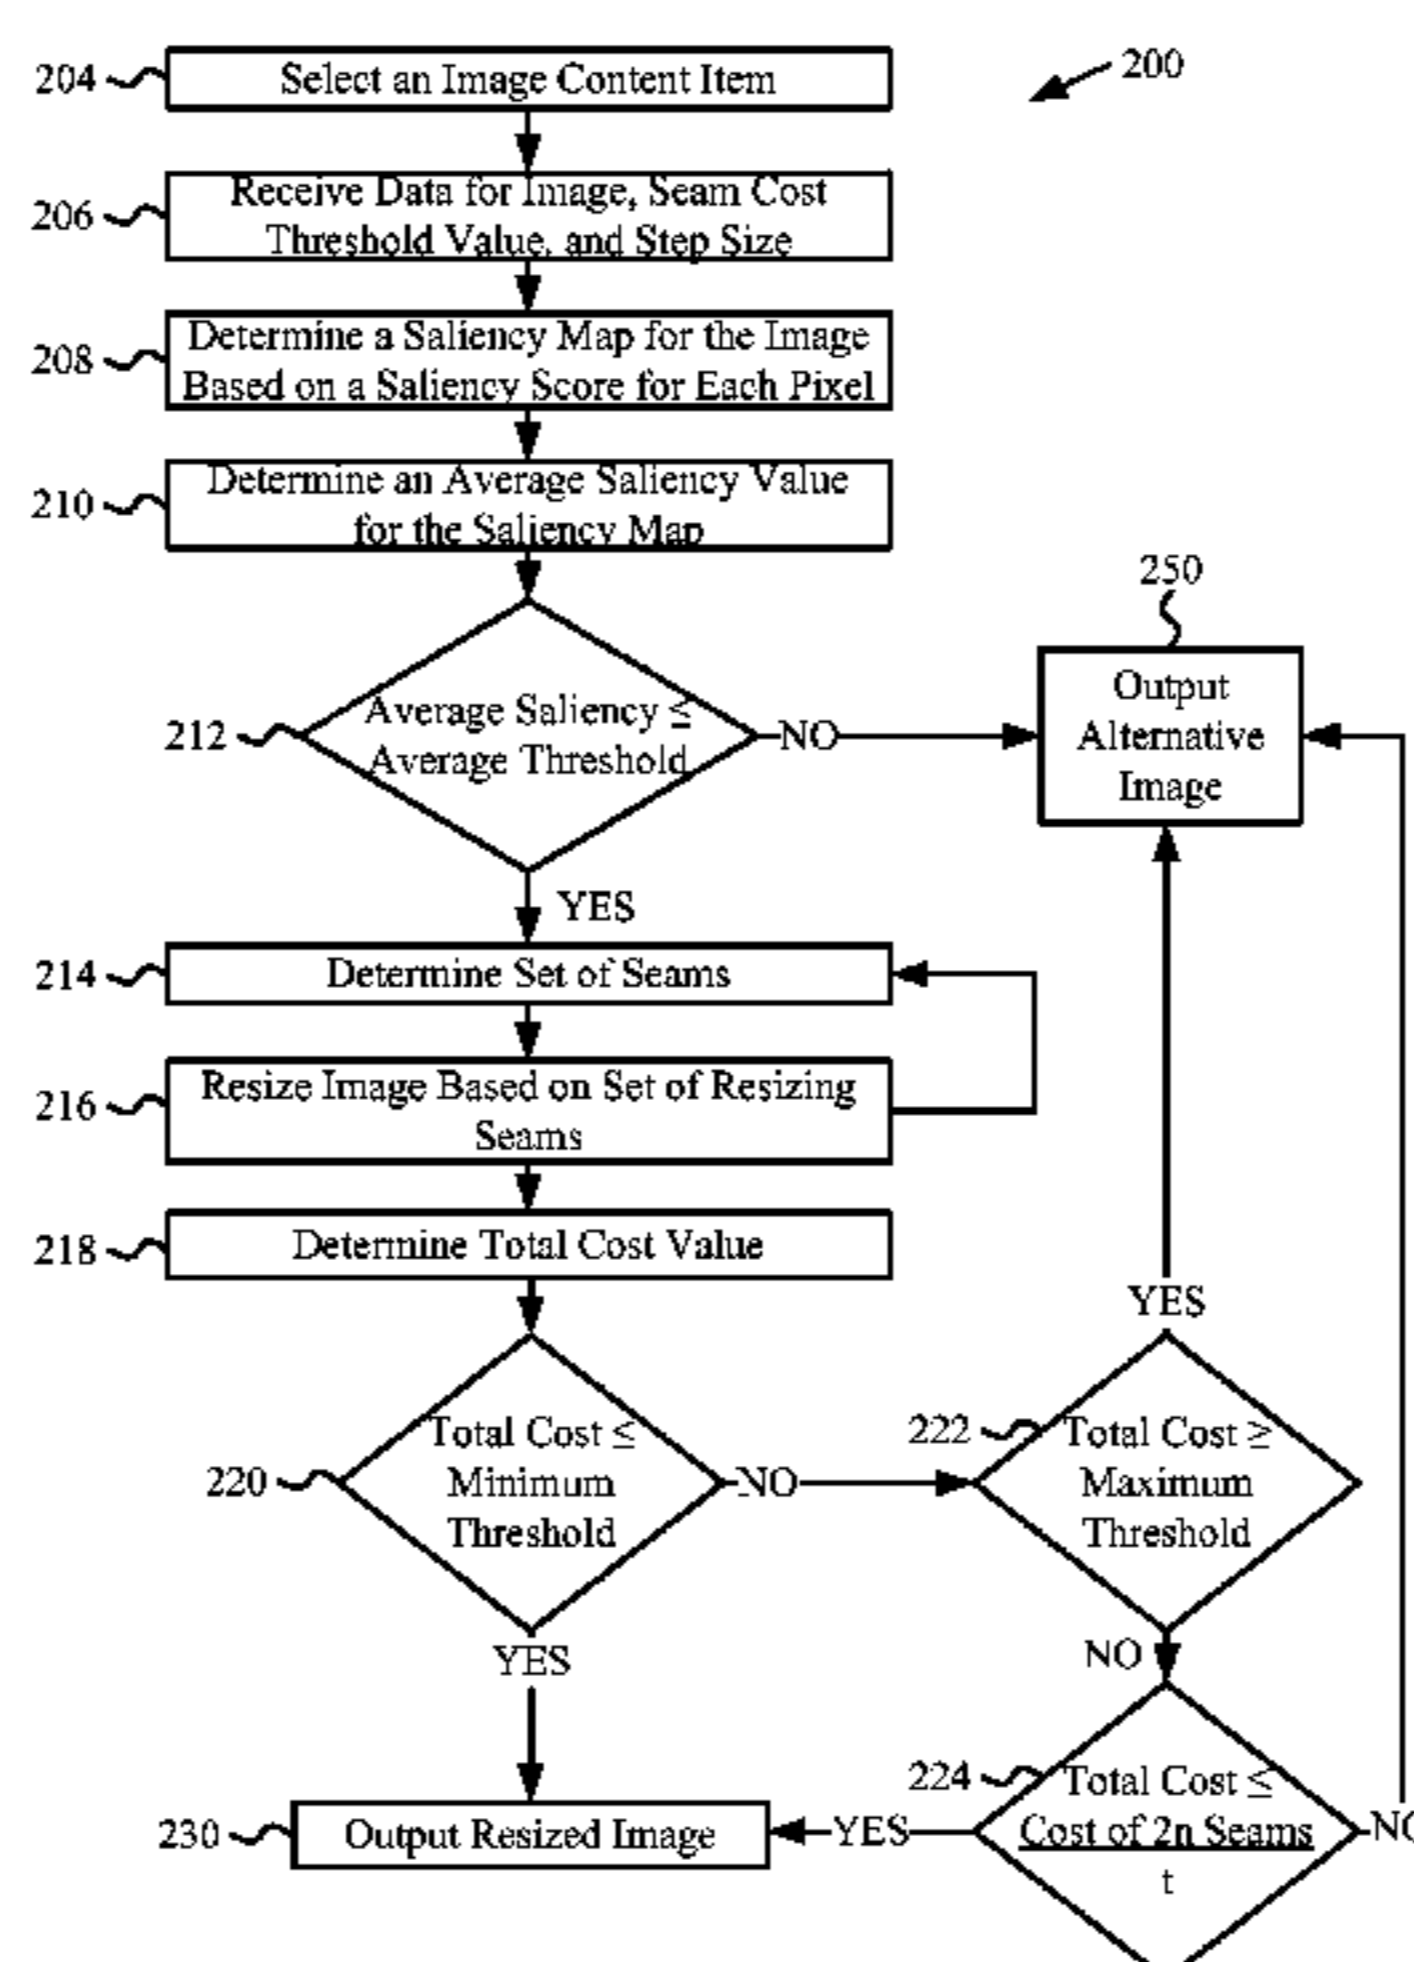 200
204
Select an Image Content Item
206
Receive Data for Image, Seam Cost
Threshold Value, and Step Size
208
Determine a Saliency Map for the Image
Based on a Saliency Score for Each Pixel
210
Determine an Average Saliency Value
for the Saliency Map
250
Output
Alternative
Image
212
Average Saliency ≤
Average Threshold
NO
YES
214
Determine Set of Seams
216
Resize Image Based on Set of Resizing
Seams
218
Determine Total Cost Value
YES
220
Total Cost ≤
Minimum
Threshold
NO
222
Total Cost ≥
Maximum
Threshold
YES
NO
224
Total Cost ≤
Cost of 2n Seams
t
YES
230
Output Resized Image